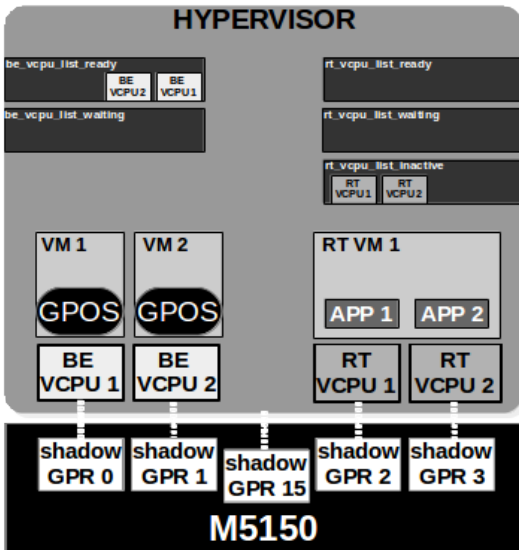 HYPERVISOR
be_vcpu_list_ready
BE
VCPU2
BE
VCPU1
be_vcpu_list_waiting
rt_vcpu_list_ready
rt_vcpu_list_waiting
rt_vcpu_list_inactive
RT
VCPU1
RT
VCPU2
VM 1
GPOS
VM 2
GPOS
RT VM 1
APP 1
APP 2
BE
VCPU 1
BE
VCPU 2
RT
VCPU 1
RT
VCPU 2
shadow
GPR 0
shadow
GPR 1
shadow
GPR 15
shadow
GPR 2
shadow
GPR 3
M5150